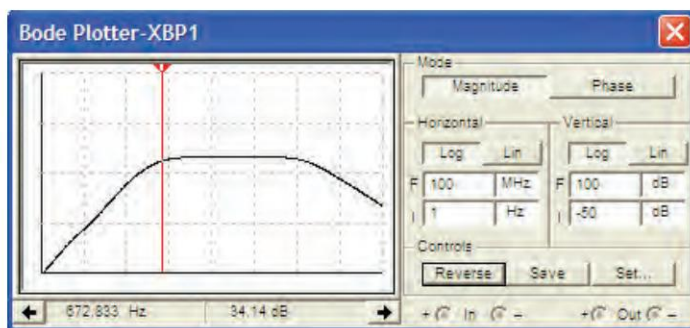 Bode Plotter-XBP1
Mode
Magnitude Phase
Horizontal Vertical
Log Lin Log Lin
F 100 MHz F 100 dB
I 1 Hz I -50 dB
Controls
Reverse Save Set...
672.833 Hz 34.14 dB + In - + Out -